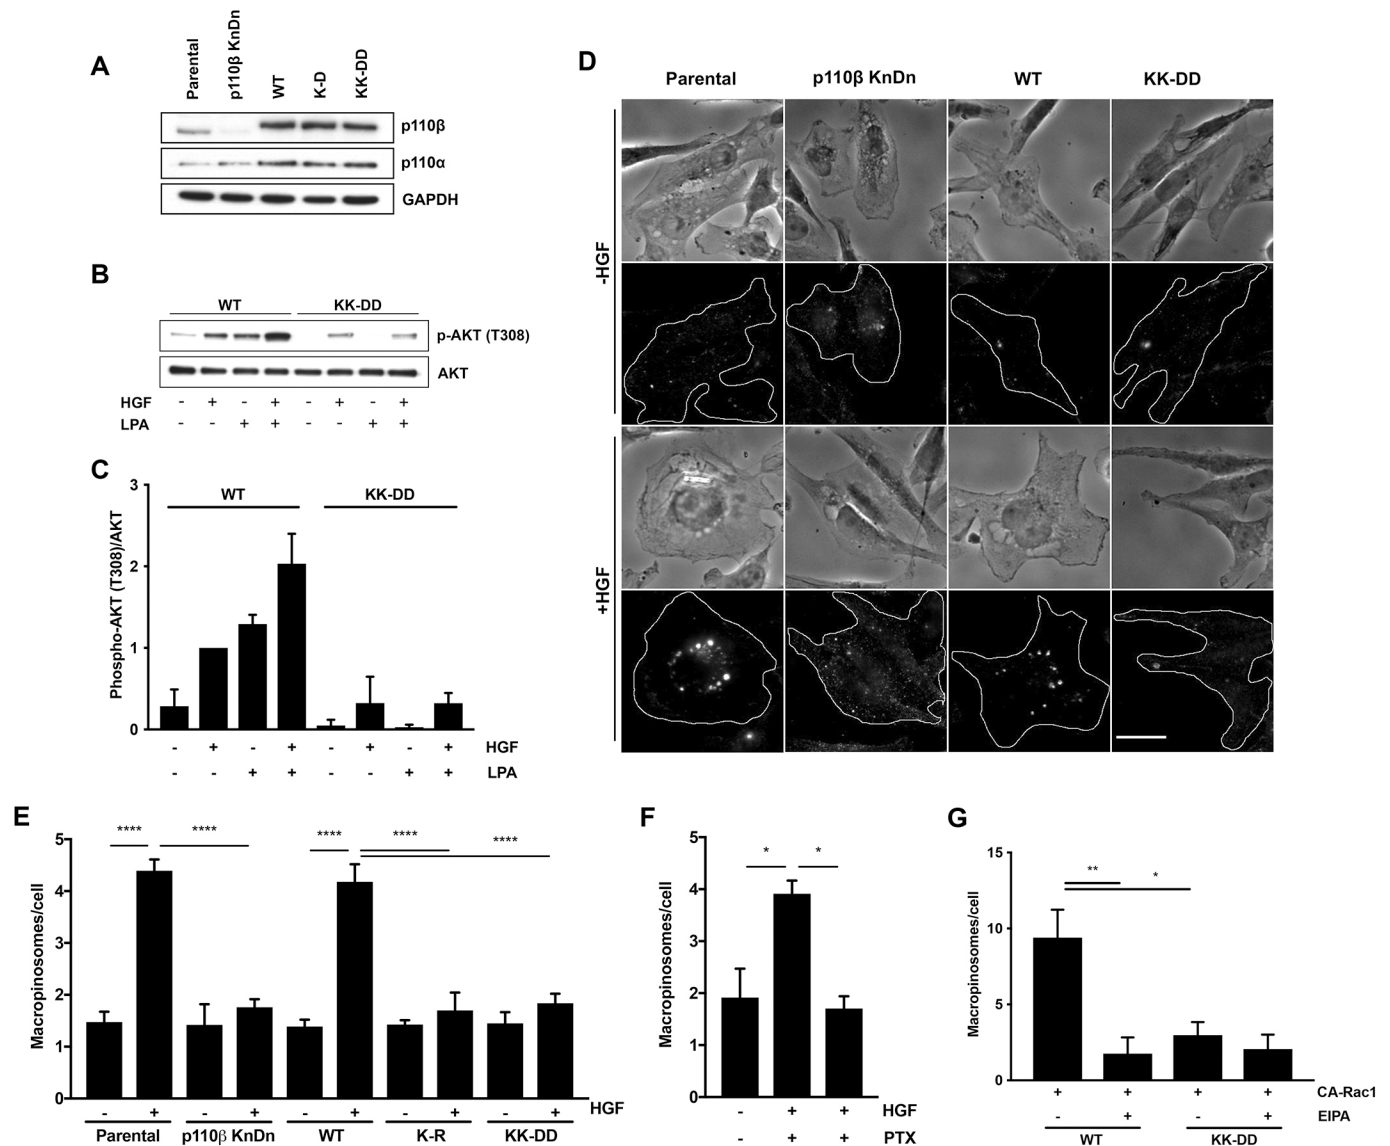 A
Parental
p110β KnDn
WT
K-D
KK-DD
p110β
p110α
GAPDH
B
WT KK-DD
p-AKT (T308)
AKT
HGF - + - + - + - +
LPA - - + + - - + +
C
Phospho-AKT (T308)/AKT
3
2
1
0
WT KK-DD
- + - + - + - + HGF
- - + + - - + + LPA
D
Parental p110β KnDn WT KK-DD
-HGF
+HGF
E
Macropinosomes/cell
5
4
3
2
1
0
**** **** **** **** ****
- + - + - + - + - + HGF
Parental p110β KnDn WT K-R KK-DD
F
Macropinosomes/cell
5
4
3
2
1
0
* *
- + + HGF
- + + PTX
G
Macropinosomes/cell
15
10
5
0
** *
+ + + + CA-Rac1
- + - + EIPA
WT KK-DD